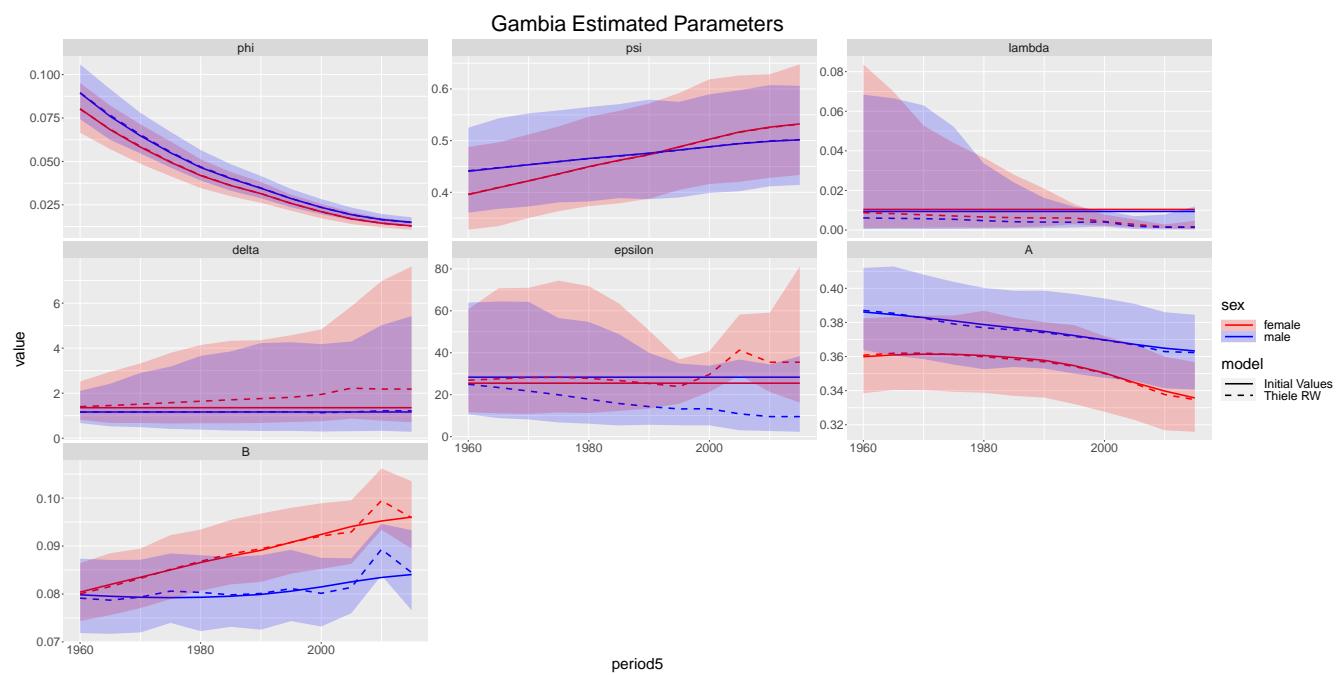 Gambia Estimated Parameters
phi
psi
lambda
0.100
0.075
0.050
0.025
0.6
0.5
0.4
0.08
0.06
0.04
0.02
0.00
delta
epsilon
A
6
4
2
0
80
60
40
20
0
0.40
0.38
0.36
0.34
0.32
1960
1980
2000
1960
1980
2000
B
0.10
0.09
0.08
0.07
1960
1980
2000
value
period5
sex
female
male
model
Initial Values
Thiele RW